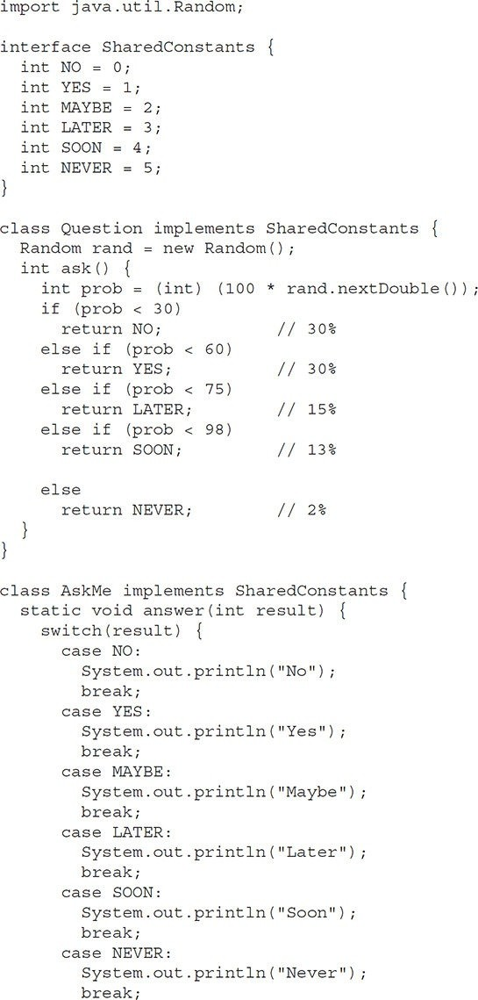 import java.util.Random;

interface SharedConstants {
  int NO = 0;
  int YES = 1;
  int MAYBE = 2;
  int LATER = 3;
  int SOON = 4;
  int NEVER = 5;
}

class Question implements SharedConstants {
  Random rand = new Random();
  int ask() {
    int prob = (int) (100 * rand.nextDouble());
    if (prob < 30)
      return NO;           // 30%
    else if (prob < 60)
      return YES;          // 30%
    else if (prob < 75)
      return LATER;        // 15%
    else if (prob < 98)
      return SOON;         // 13%

    else
      return NEVER;        // 2%
  }
}

class AskMe implements SharedConstants {
  static void answer(int result) {
    switch(result) {
      case NO:
        System.out.println("No");
        break;
      case YES:
        System.out.println("Yes");
        break;
      case MAYBE:
        System.out.println("Maybe");
        break;
      case LATER:
        System.out.println("Later");
        break;
      case SOON:
        System.out.println("Soon");
        break;
      case NEVER:
        System.out.println("Never");
        break;